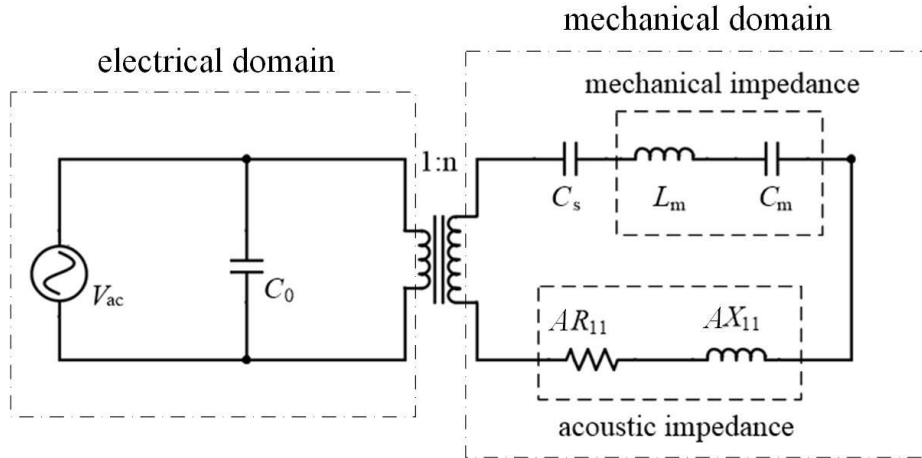 mechanical domain
electrical domain
mechanical impedance
1:n
Cs
Lm
Cm
Vac
C0
AR11
AX11
acoustic impedance